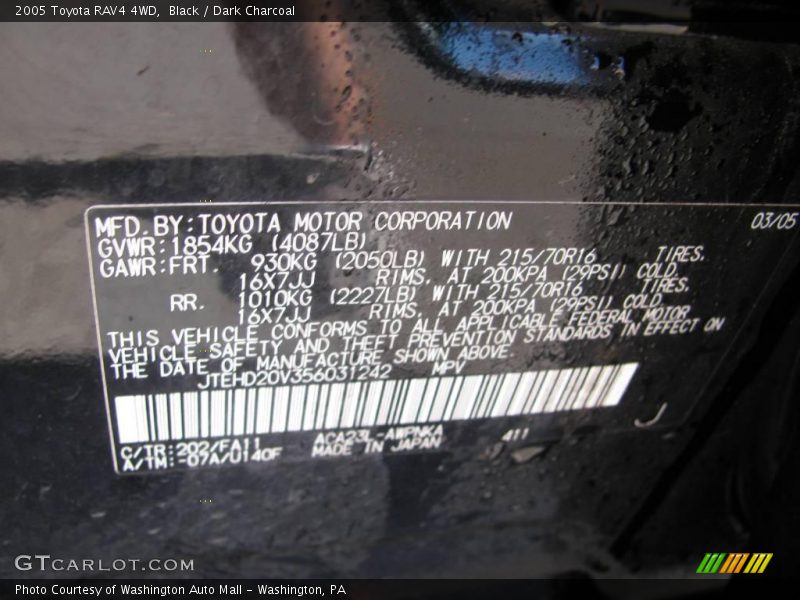 2005 Toyota RAV4 4WD, Black / Dark Charcoal
MFD. BY: TOYOTA MOTOR CORPORATION 03/05
GVWR: 1854KG (4087LB)
GAWR: FRT. 930KG (2050LB) WITH 215/70R16 TIRES,
16X7JJ RIMS, AT 200KPA (29PSI) COLD.
RR. 1010KG (2227LB) WITH 215/70R16 TIRES,
16X7JJ RIMS, AT 200KPA (29PSI) COLD.
THIS VEHICLE CONFORMS TO ALL APPLICABLE FEDERAL MOTOR
VEHICLE SAFETY AND THEFT PREVENTION STANDARDS IN EFFECT ON
THE DATE OF MANUFACTURE SHOWN ABOVE.
JTEHD20V356031242 MPV
J
C/TR: 202/FA11 ACA23L-AWPNKA 411
A/TM: -07A/U140F MADE IN JAPAN
GTCARLOT.COM
Photo Courtesy of Washington Auto Mall - Washington, PA